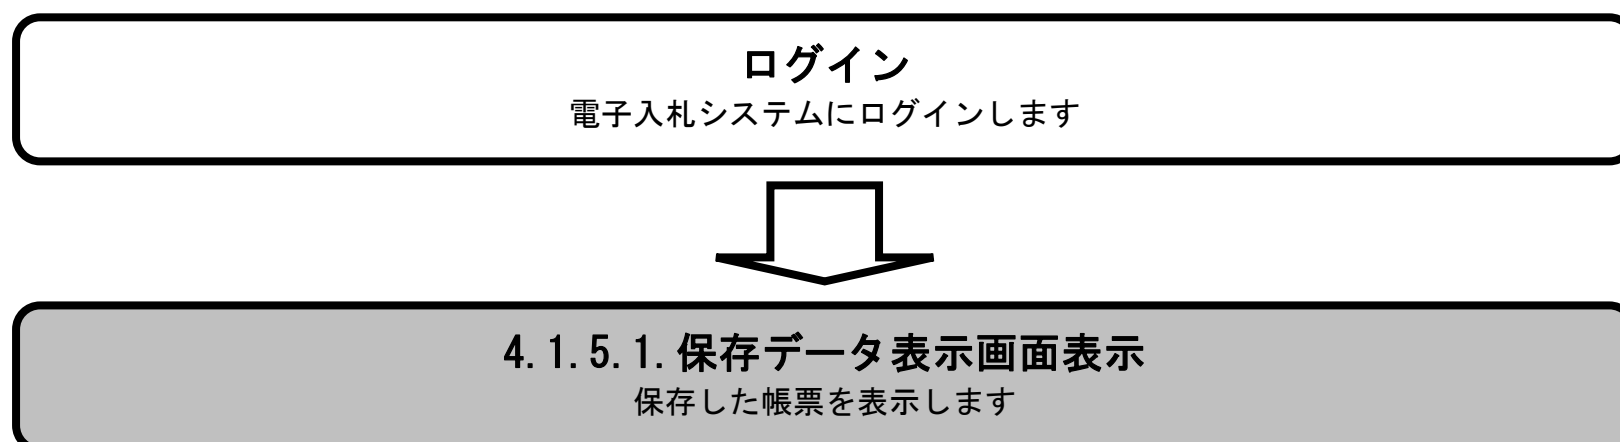 ログイン
電子入札システムにログインします
4.1.5.1.保存データ表示画面表示
保存した帳票を表示します